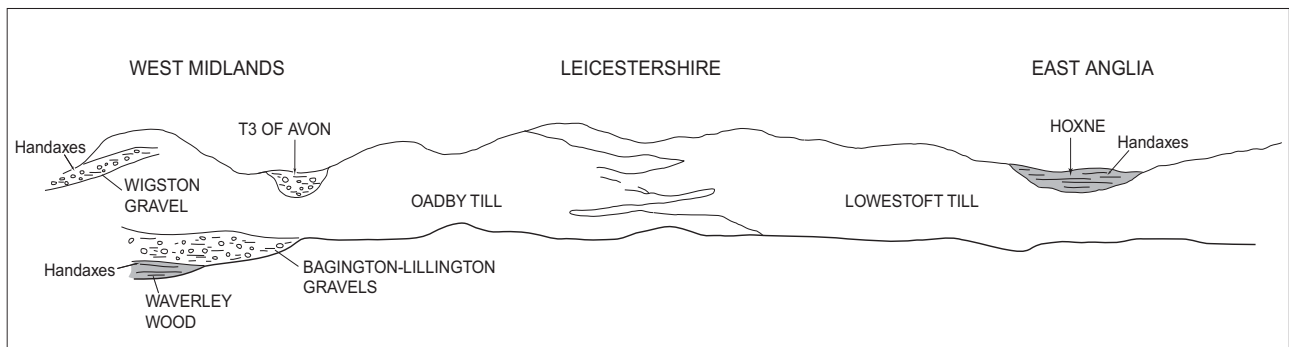 WEST MIDLANDS
LEICESTERSHIRE
EAST ANGLIA
T3 OF AVON
HOXNE
Handaxes
Handaxes
WIGSTON
GRAVEL
OADBY TILL
LOWESTOFT TILL
Handaxes
BAGINGTON-LILLINGTON
GRAVELS
WAVERLEY
WOOD